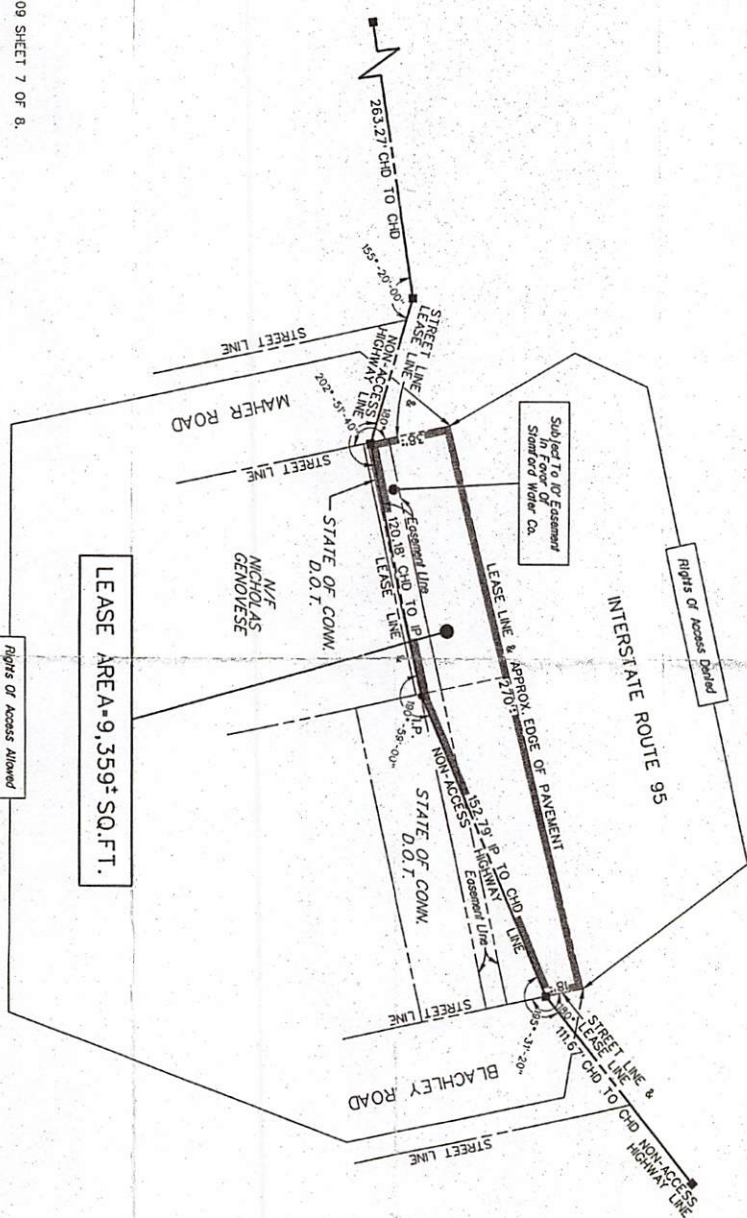 09 SHEET 7 OF 8.
263.27' CHD TO CHD
155°-20'-00"
STREET LINE &
LEASE LINE
NON-ACCESS
HIGHWAY LINE
180°
202°-51'-40"
STREET LINE
MAHER ROAD
STREET LINE
Subject To 10' Easement
In Favor Of
Stamford Water Co.
Rights Of Access Denied
INTERSTATE ROUTE 95
LEASE LINE & APPROX. EDGE OF PAVEMENT
270'±
Easement Line
120.18' CHD TO IP
LEASE LINE &
NON-ACCESS HIGHWAY LINE
152.79' IP TO CHD
I.P.
STATE OF CONN.
D.O.T.
N/F
NICHOLAS
GENOVESE
STATE OF CONN.
D.O.T.
Easement Line
STREET LINE
BLACHLEY ROAD
STREET LINE
18'±
180°
STREET LINE &
LEASE LINE
111.67' CHD TO CHD
NON-ACCESS
HIGHWAY LINE
LEASE AREA=9,359± SQ.FT.
Rights Of Access Allowed